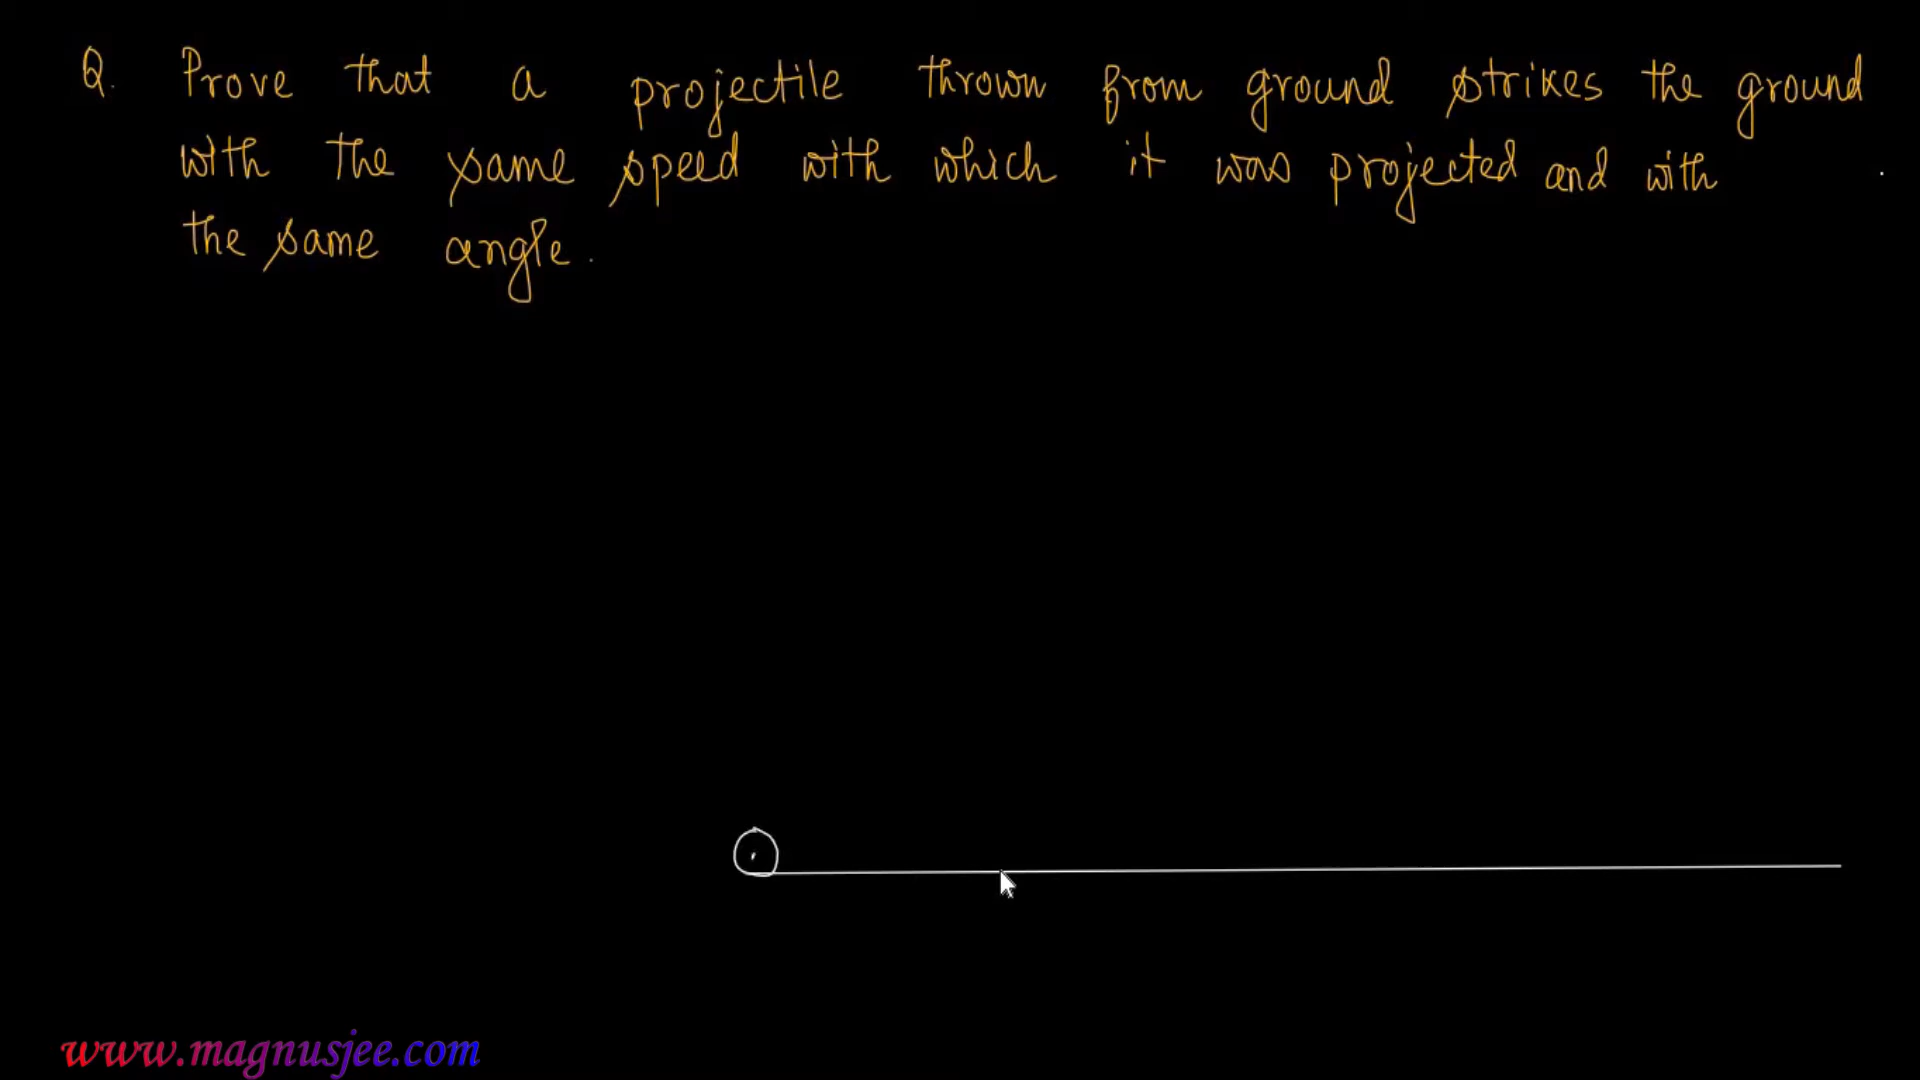 Q. Prove that a projectile thrown from ground strikes the ground
with the same speed with which it was projected and with
the same angle.
www.magnusjee.com